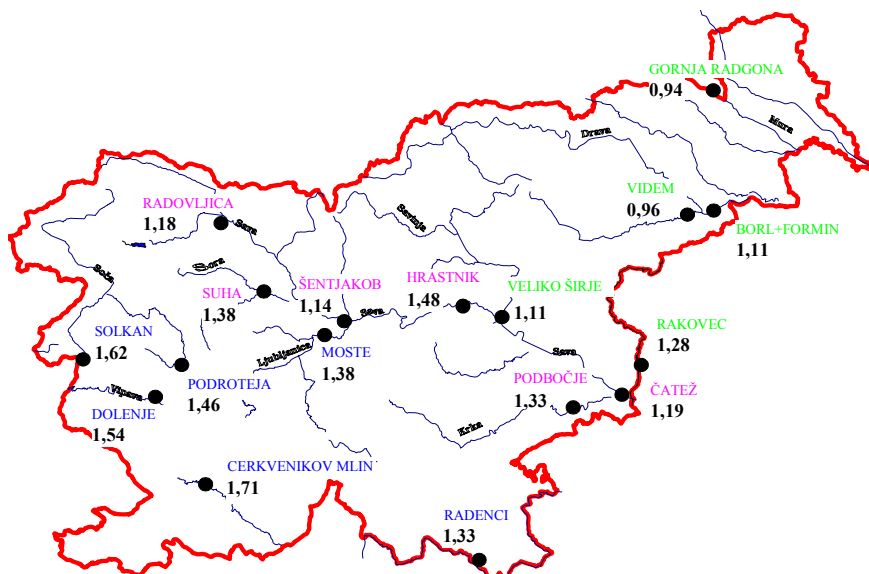 GORNJA RADGONA
0,94
Mura
Drava
VIDEM
0,96
BORL+FORMIN
1,11
RADOVLJICA
1,18
Sava
Savinja
Soča
Sora
SUHA
1,38
ŠENTJAKOB
1,14
Sava
HRASTNIK
1,48
VELIKO ŠIRJE
1,11
SOLKAN
1,62
Ljubljanica
MOSTE
1,38
Sava
RAKOVEC
1,28
PODROTEJA
1,46
Vipava
DOLENJE
1,54
PODBOČJE
1,33
ČATEŽ
1,19
Krka
CERKVENIKOV MLIN
1,71
RADENCI
1,33